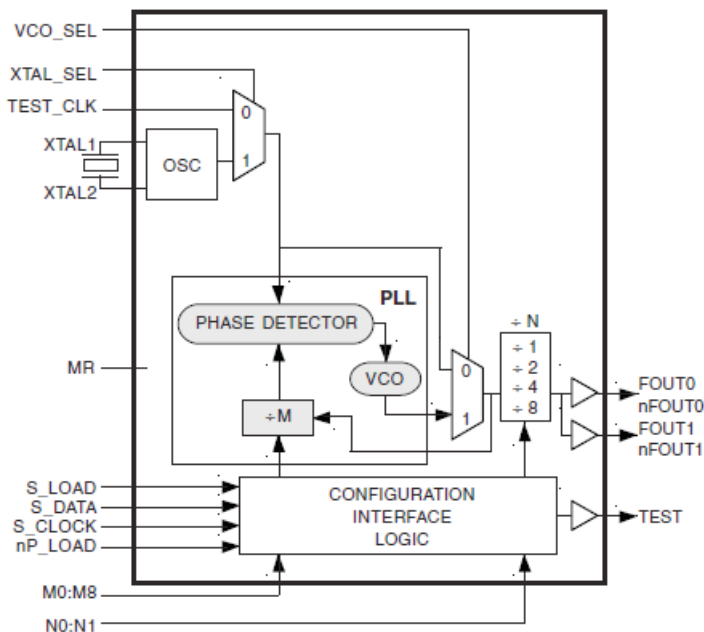 VCO_SEL
XTAL_SEL
TEST_CLK
0
XTAL1
OSC
1
XTAL2
PLL
÷ N
PHASE DETECTOR
÷ 1
÷ 2
÷ 4
÷ 8
MR
VCO
0
1
FOUT0
nFOUT0
FOUT1
nFOUT1
÷M
S_LOAD
S_DATA
S_CLOCK
nP_LOAD
CONFIGURATION
INTERFACE
LOGIC
TEST
M0:M8
N0:N1